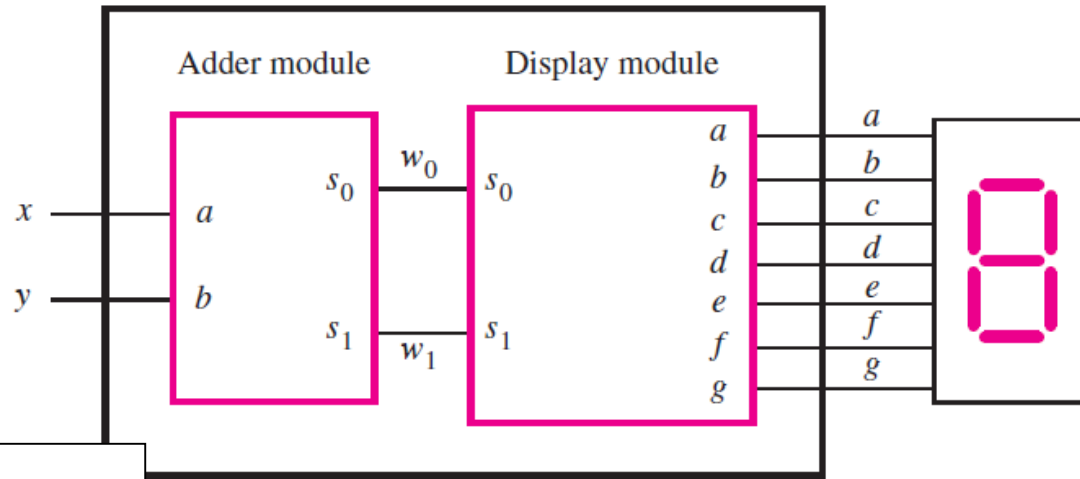 Adder module Display module
a a
w0 b b
s0 s0
x a c c
d d
y b e e
s1 s1 f f
w1
g g